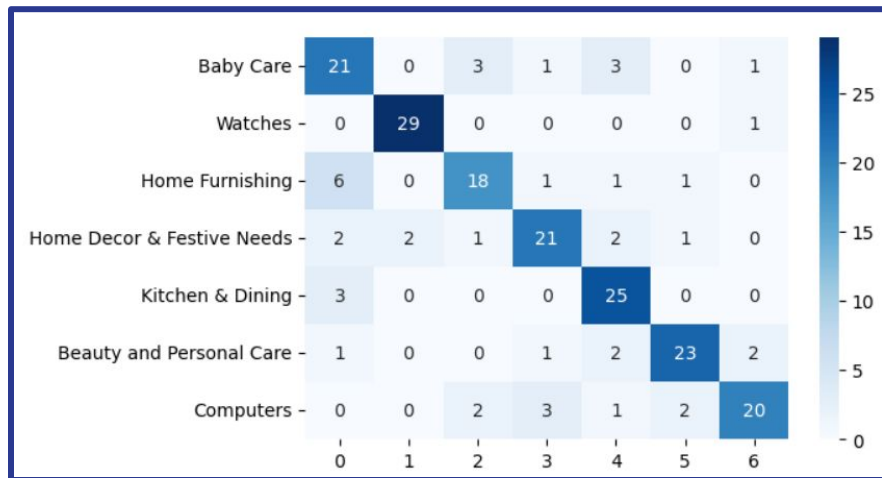 Baby Care 21 0 3 1 3 0 1
Watches 0 29 0 0 0 0 1
Home Furnishing 6 0 18 1 1 1 0
Home Decor & Festive Needs 2 2 1 21 2 1 0
Kitchen & Dining 3 0 0 0 25 0 0
Beauty and Personal Care 1 0 0 1 2 23 2
Computers 0 0 2 3 1 2 20
0 1 2 3 4 5 6
25
20
15
10
5
0